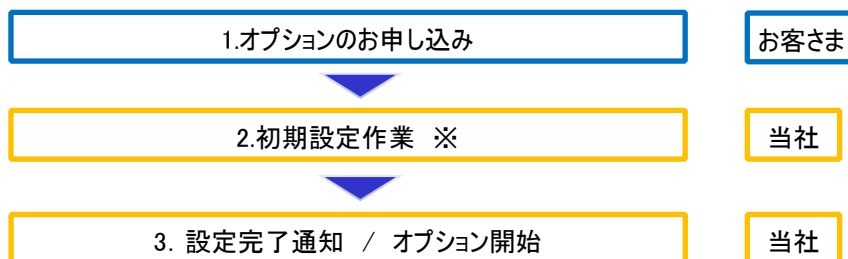 1.オプションのお申し込み お客さま
2.初期設定作業 ※ 当社
3. 設定完了通知 / オプション開始 当社